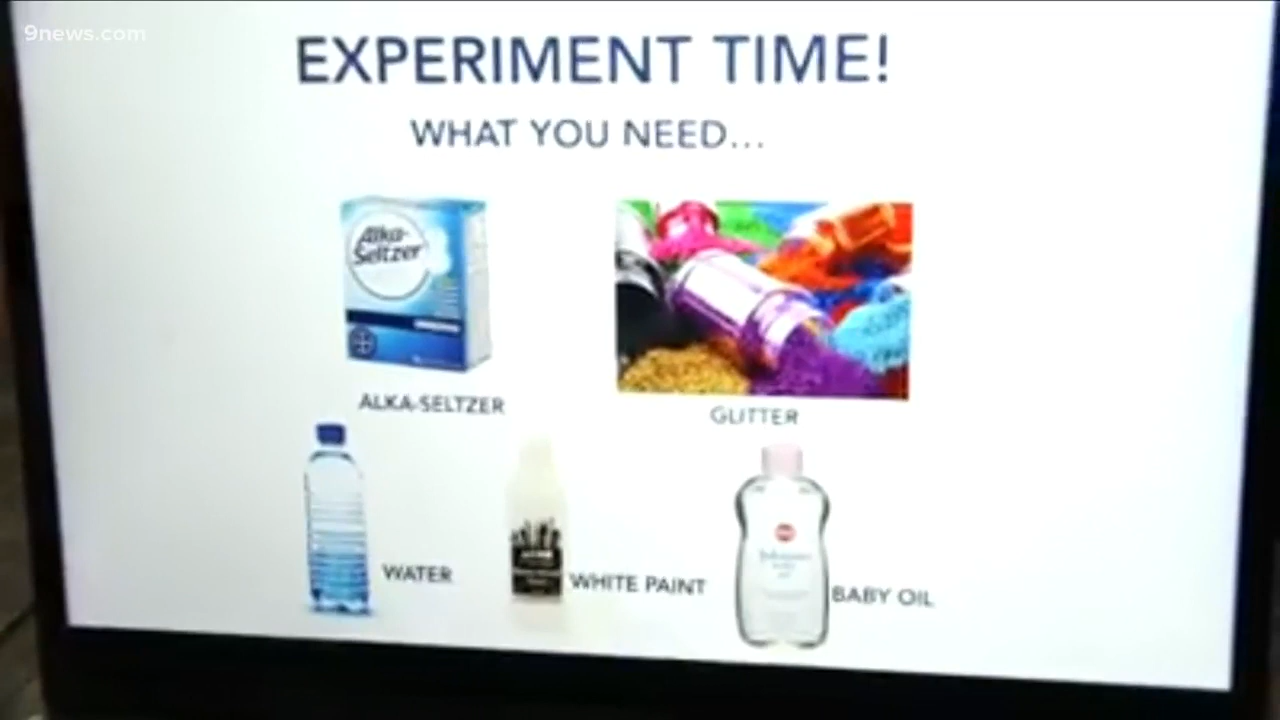 9news.com
EXPERIMENT TIME!
WHAT YOU NEED...
Alka-
Seltzer
ALKA-SELTZER
GLITTER
WATER
WHITE PAINT
BABY OIL